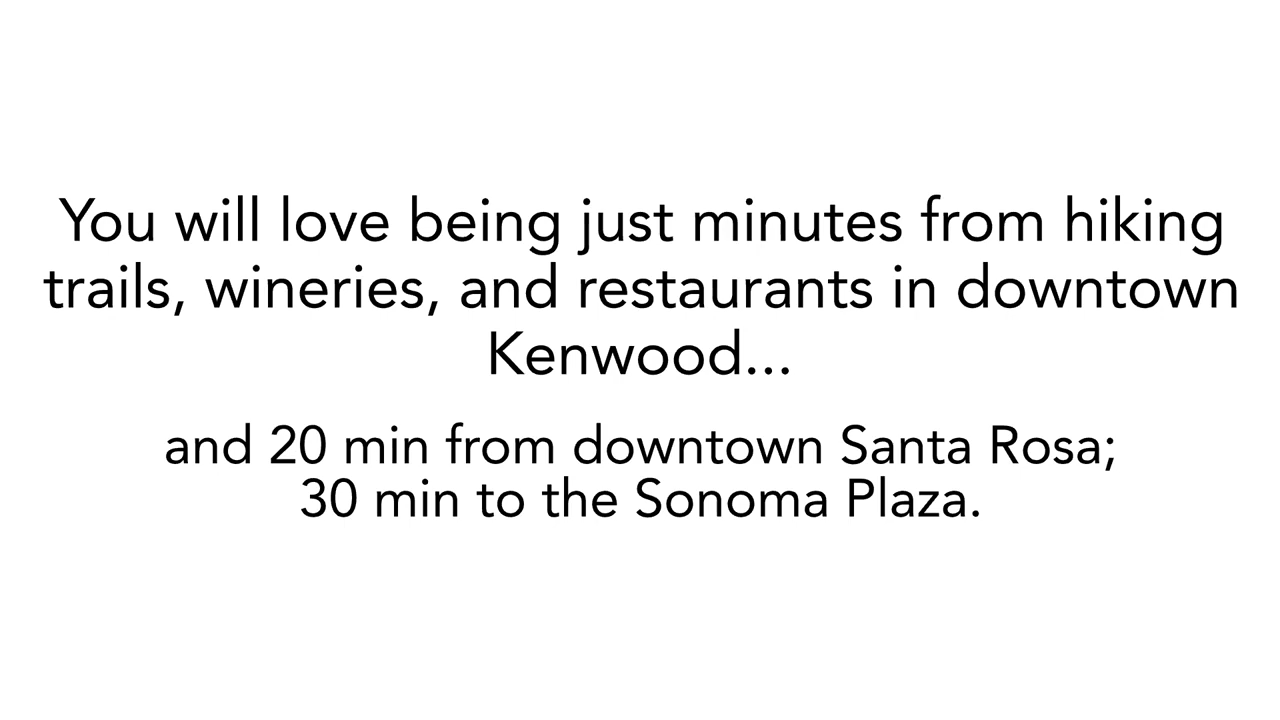 You will love being just minutes from hiking
trails, wineries, and restaurants in downtown
Kenwood...
and 20 min from downtown Santa Rosa;
30 min to the Sonoma Plaza.